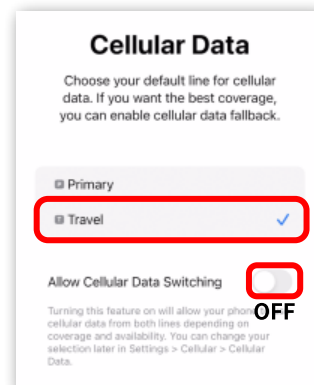 Cellular Data
Choose your default line for cellular
data. If you want the best coverage,
you can enable cellular data fallback.
P Primary
Travel
Allow Cellular Data Switching
OFF
Turning this feature on will allow your phone
cellular data from both lines depending on
coverage and availability. You can change your
selection later in Settings > Cellular > Cellular
Data.